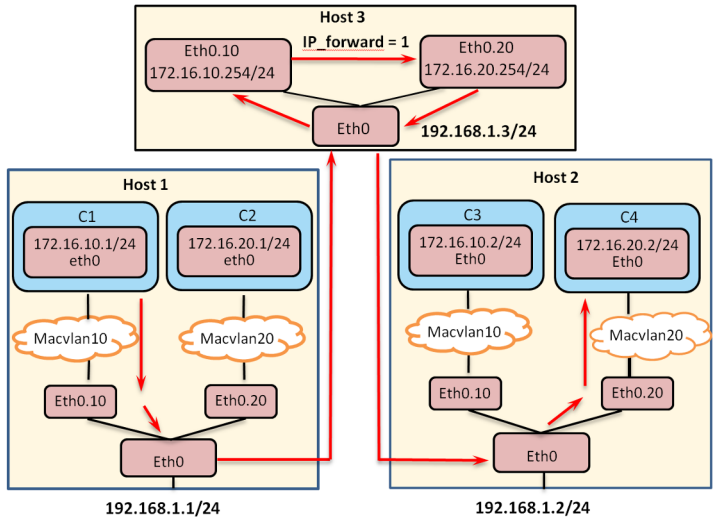 Host 3
Eth0.10
172.16.10.254/24
IP_forward = 1
Eth0.20
172.16.20.254/24
Eth0
192.168.1.3/24
Host 1
C1
172.16.10.1/24
eth0
C2
172.16.20.1/24
eth0
Macvlan10
Macvlan20
Eth0.10
Eth0.20
Eth0
192.168.1.1/24
Host 2
C3
172.16.10.2/24
Eth0
C4
172.16.20.2/24
Eth0
Macvlan10
Macvlan20
Eth0.10
Eth0.20
Eth0
192.168.1.2/24